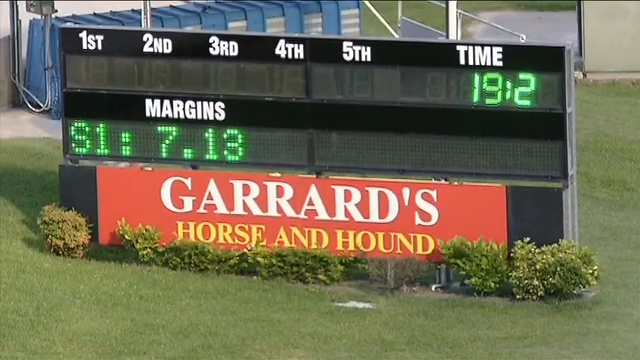 1ST 2ND 3RD 4TH 5TH TIME
19:2
MARGINS
S1: 7.13
GARRARD'S
HORSE AND HOUND